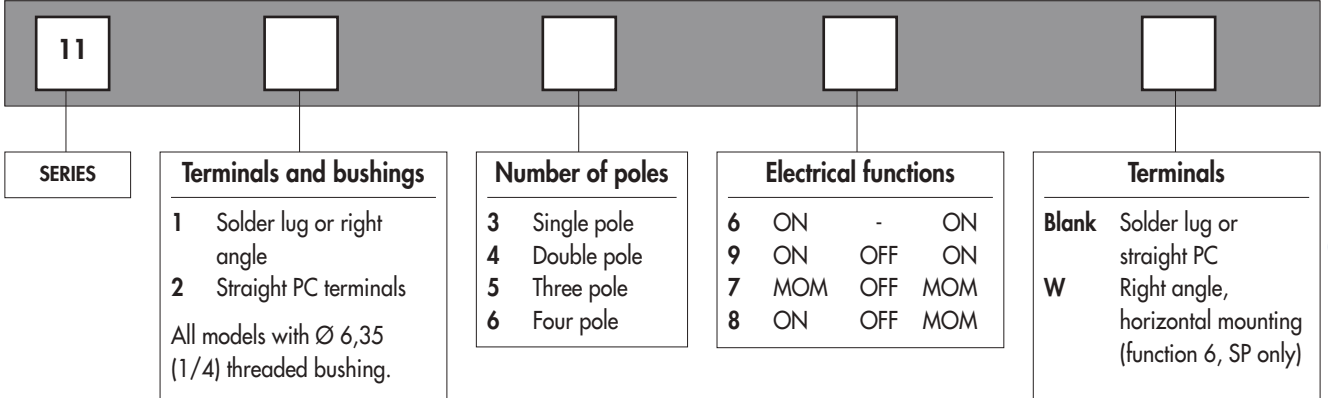 11
SERIES
Terminals and bushings
1 Solder lug or right
angle
2 Straight PC terminals
All models with Ø 6,35
(1/4) threaded bushing.
Number of poles
3 Single pole
4 Double pole
5 Three pole
6 Four pole
Electrical functions
6 ON - ON
9 ON OFF ON
7 MOM OFF MOM
8 ON OFF MOM
Terminals
Blank Solder lug or
straight PC
W Right angle,
horizontal mounting
(function 6, SP only)